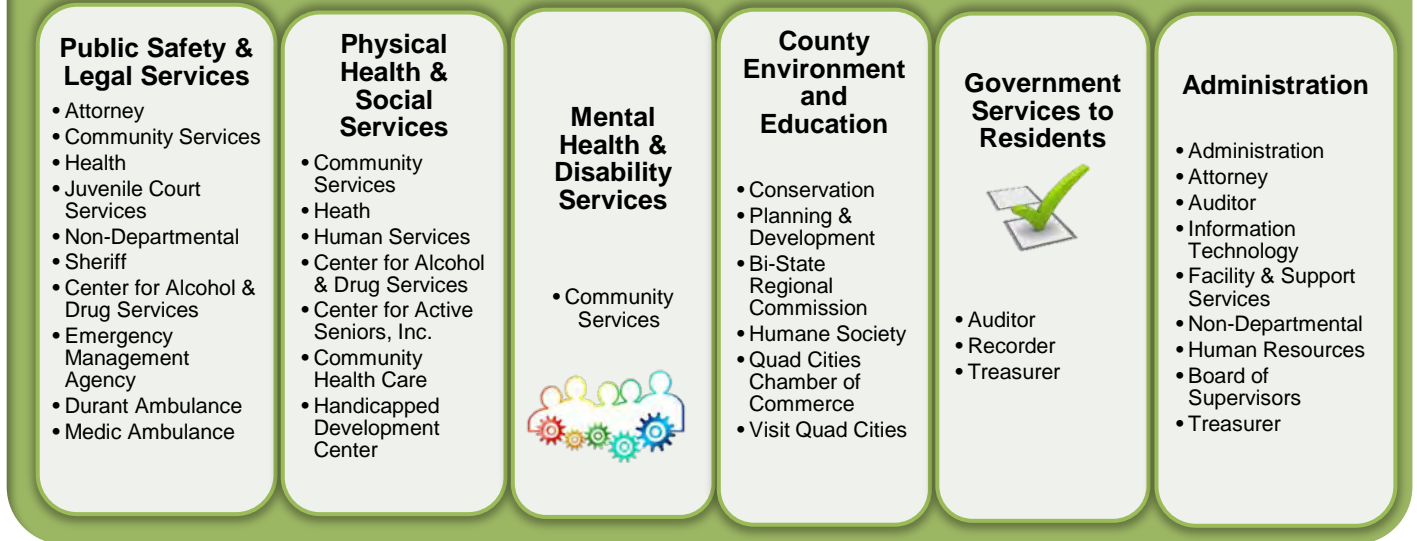 Public Safety &
Legal Services
• Attorney
• Community Services
• Health
• Juvenile Court
Services
• Non-Departmental
• Sheriff
• Center for Alcohol &
Drug Services
• Emergency
Management
Agency
• Durant Ambulance
• Medic Ambulance
Physical
Health &
Social
Services
• Community
Services
• Heath
• Human Services
• Center for Alcohol
& Drug Services
• Center for Active
Seniors, Inc.
• Community
Health Care
• Handicapped
Development
Center
Mental
Health &
Disability
Services
• Community
Services
County
Environment
and
Education
• Conservation
• Planning &
Development
• Bi-State
Regional
Commission
• Humane Society
• Quad Cities
Chamber of
Commerce
• Visit Quad Cities
Government
Services to
Residents
• Auditor
• Recorder
• Treasurer
Administration
• Administration
• Attorney
• Auditor
• Information
Technology
• Facility & Support
Services
• Non-Departmental
• Human Resources
• Board of
Supervisors
• Treasurer